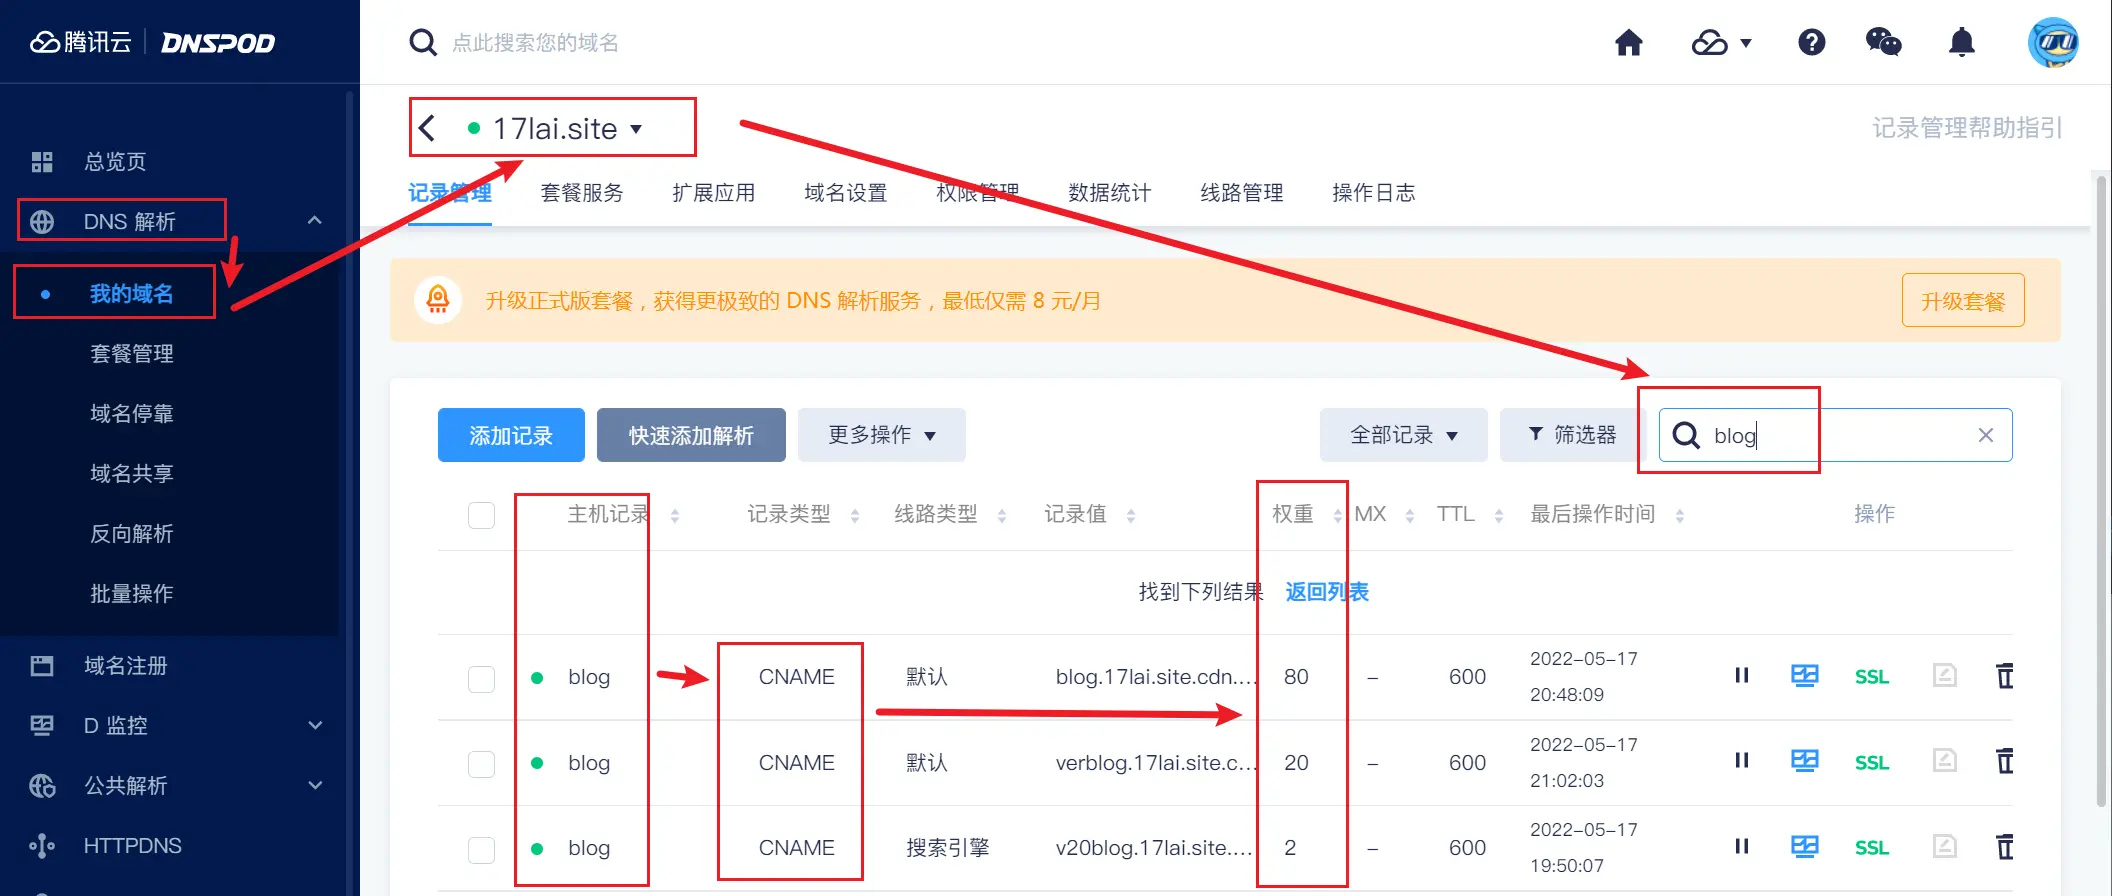 腾讯云 DNSPOD
点此搜索您的域名
总览页
DNS 解析
我的域名
套餐管理
域名停靠
域名共享
反向解析
批量操作
域名注册
D 监控
公共解析
HTTPDNS
17lai.site
记录管理帮助指引
记录管理 套餐服务 扩展应用 域名设置 权限管理 数据统计 线路管理 操作日志
升级正式版套餐，获得更极致的 DNS 解析服务，最低仅需 8 元/月
升级套餐
添加记录 快速添加解析 更多操作 全部记录 筛选器 blog
主机记录 记录类型 线路类型 记录值 权重 MX TTL 最后操作时间 操作
找到下列结果 返回列表
blog CNAME 默认 blog.17lai.site.cdn.... 80 – 600 2022-05-17 20:48:09 SSL
blog CNAME 默认 verblog.17lai.site.c... 20 – 600 2022-05-17 21:02:03 SSL
blog CNAME 搜索引擎 v20blog.17lai.site.... 2 – 600 2022-05-17 19:50:07 SSL